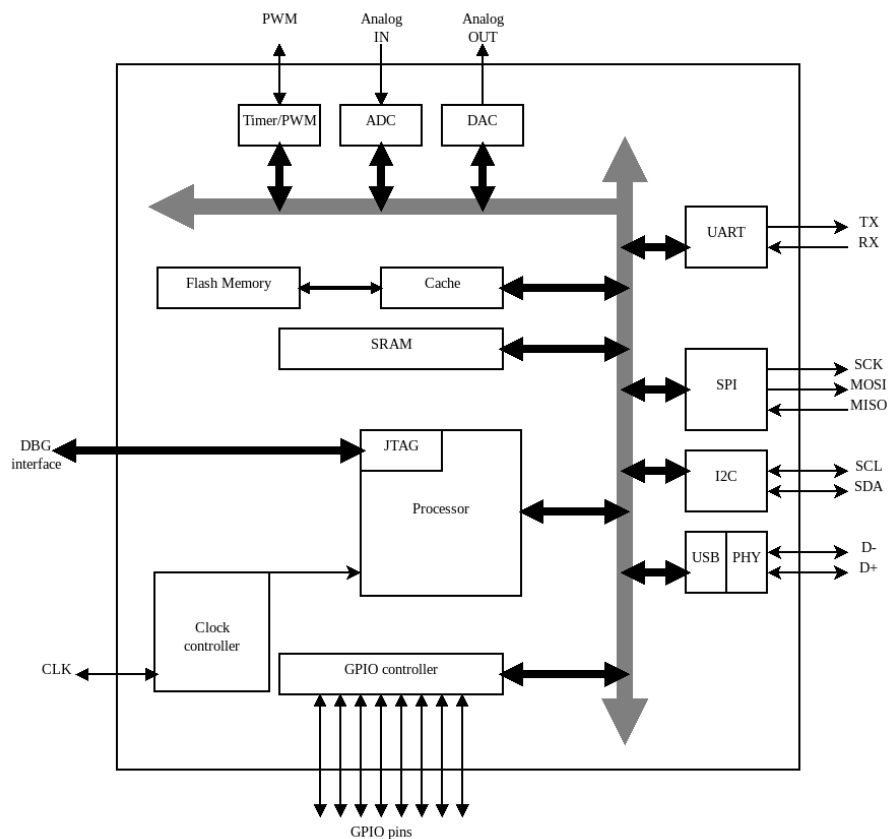 PWM
Analog
IN
Analog
OUT
Timer/PWM
ADC
DAC
UART
TX
RX
Flash Memory
Cache
SRAM
SPI
SCK
MOSI
MISO
DBG
interface
JTAG
Processor
I2C
SCL
SDA
USB
PHY
D-
D+
Clock
controller
CLK
GPIO controller
GPIO pins